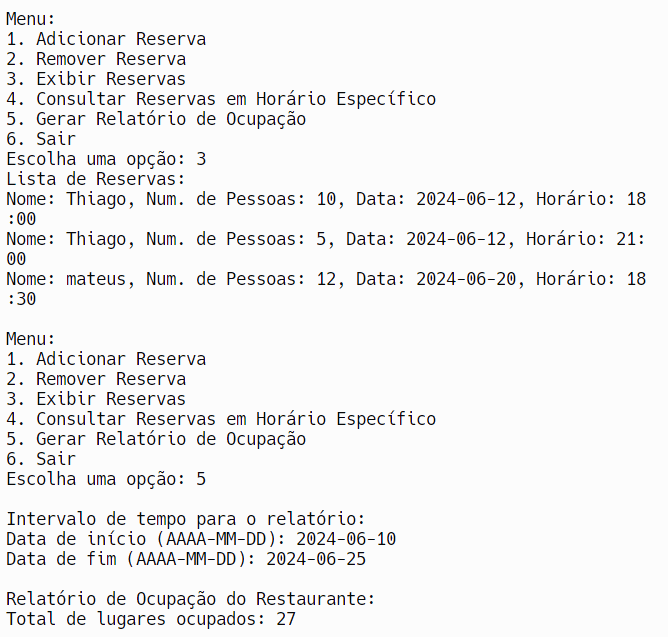 Menu:
1. Adicionar Reserva
2. Remover Reserva
3. Exibir Reservas
4. Consultar Reservas em Horário Específico
5. Gerar Relatório de Ocupação
6. Sair
Escolha uma opção: 3
Lista de Reservas:
Nome: Thiago, Num. de Pessoas: 10, Data: 2024-06-12, Horário: 18
:00
Nome: Thiago, Num. de Pessoas: 5, Data: 2024-06-12, Horário: 21:
00
Nome: mateus, Num. de Pessoas: 12, Data: 2024-06-20, Horário: 18
:30
Menu:
1. Adicionar Reserva
2. Remover Reserva
3. Exibir Reservas
4. Consultar Reservas em Horário Específico
5. Gerar Relatório de Ocupação
6. Sair
Escolha uma opção: 5
Intervalo de tempo para o relatório:
Data de início (AAAA-MM-DD): 2024-06-10
Data de fim (AAAA-MM-DD): 2024-06-25
Relatório de Ocupação do Restaurante:
Total de lugares ocupados: 27